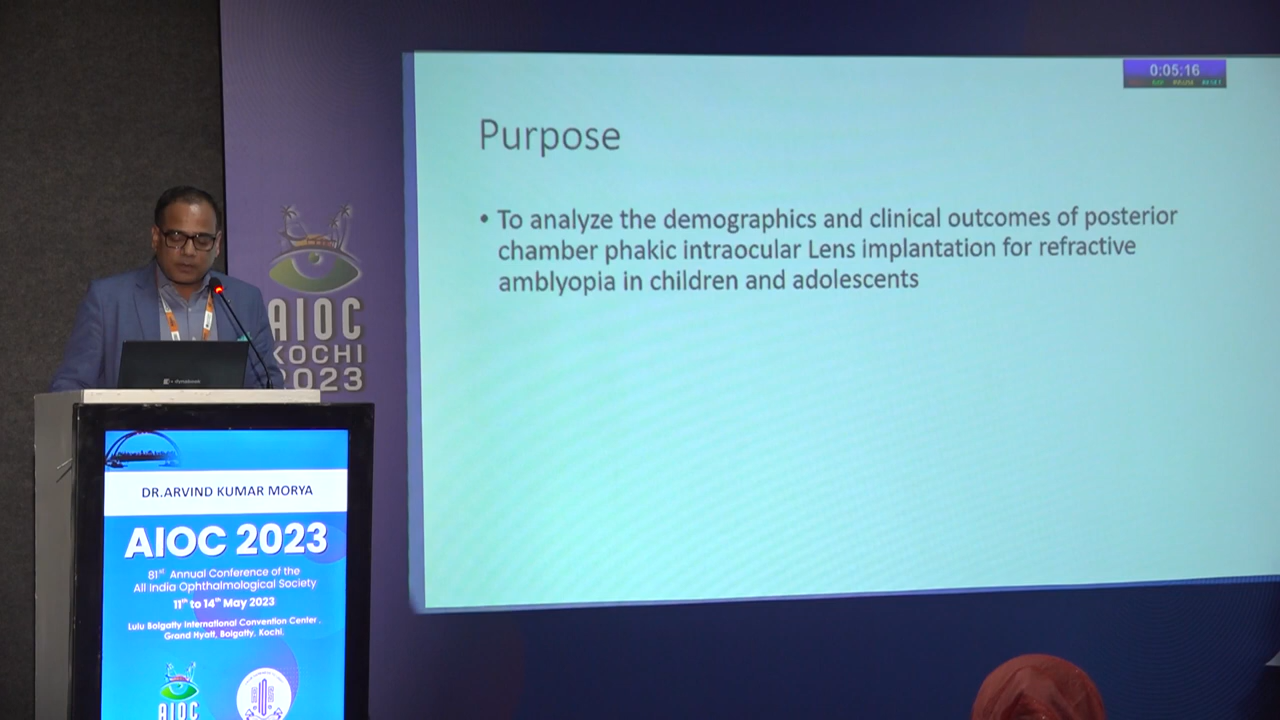 0:05:16
Purpose
• To analyze the demographics and clinical outcomes of posterior
chamber phakic intraocular Lens implantation for refractive
amblyopia in children and adolescents
AIOC
KOCHI
2023
dynabook
DR.ARVIND KUMAR MORYA
AIOC 2023
81st Annual Conference of the
All India Ophthalmological Society
11th to 14th May 2023
Lulu Bolgatty International Convention Center ,
Grand Hyatt, Bolgatty, Kochi.
AIOC